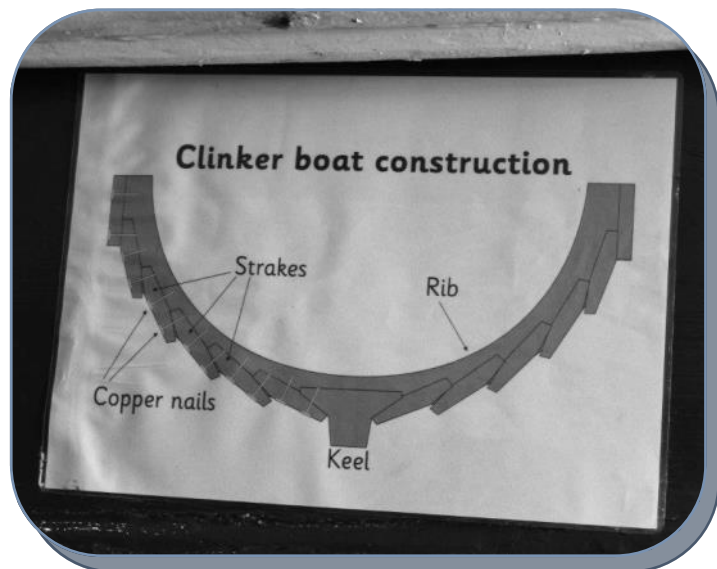 Clinker boat construction
Strakes
Rib
Copper nails
Keel